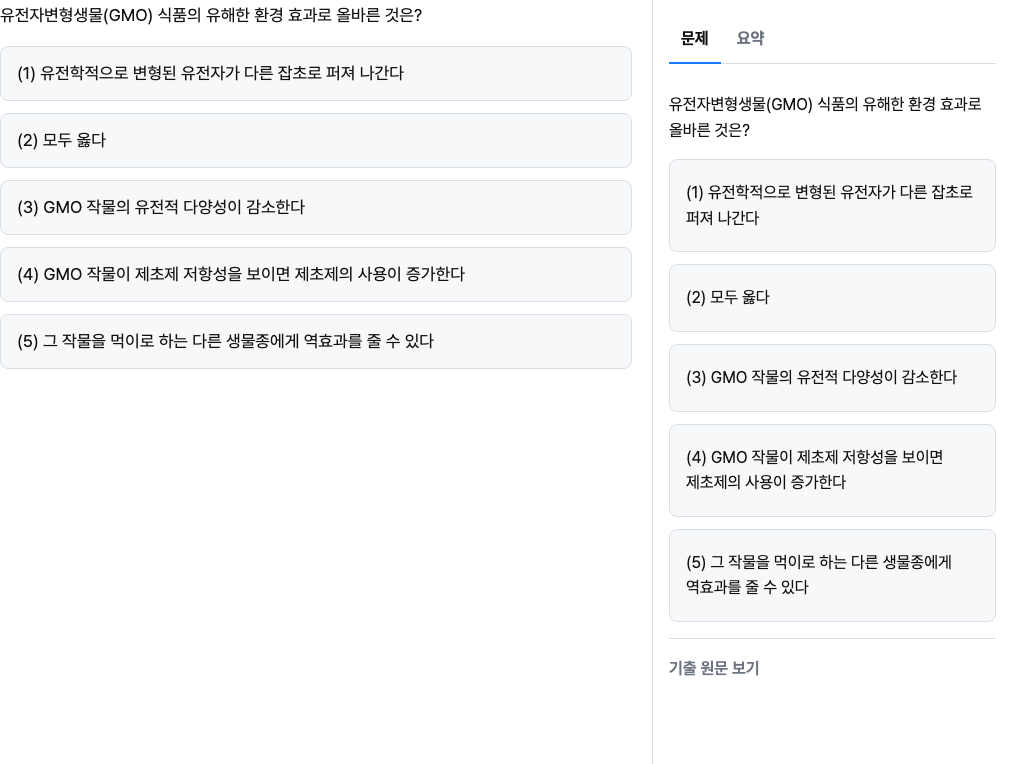 유전자변형생물(GMO) 식품의 유해한 환경 효과로 올바른 것은?
(1) 유전학적으로 변형된 유전자가 다른 잡초로 퍼져 나간다
(2) 모두 옳다
(3) GMO 작물의 유전적 다양성이 감소한다
(4) GMO 작물이 제초제 저항성을 보이면 제초제의 사용이 증가한다
(5) 그 작물을 먹이로 하는 다른 생물종에게 역효과를 줄 수 있다
문제 요약
유전자변형생물(GMO) 식품의 유해한 환경 효과로
올바른 것은?
(1) 유전학적으로 변형된 유전자가 다른 잡초로
퍼져 나간다
(2) 모두 옳다
(3) GMO 작물의 유전적 다양성이 감소한다
(4) GMO 작물이 제초제 저항성을 보이면
제초제의 사용이 증가한다
(5) 그 작물을 먹이로 하는 다른 생물종에게
역효과를 줄 수 있다
기출 원문 보기